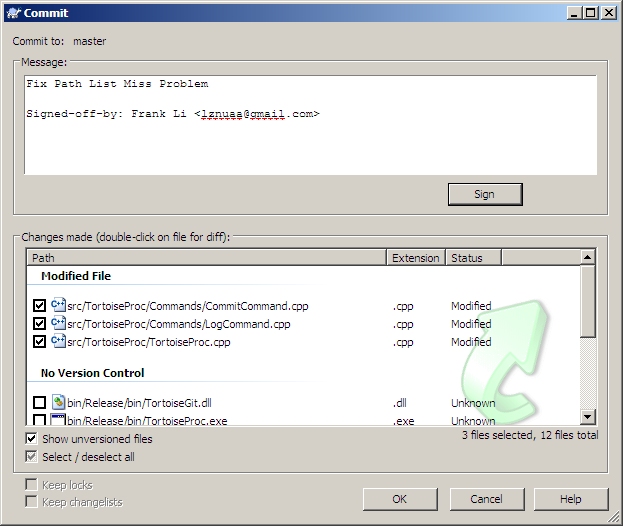 Commit
Commit to: master
Message:
Fix Path List Miss Problem
Signed-off-by: Frank Li <lznuaa@gmail.com>
Sign
Changes made (double-click on file for diff):
Path Extension Status
Modified File
src/TortoiseProc/Commands/CommitCommand.cpp .cpp Modified
src/TortoiseProc/Commands/LogCommand.cpp .cpp Modified
src/TortoiseProc/TortoiseProc.cpp .cpp Modified
No Version Control
bin/Release/bin/TortoiseGit.dll .dll Unknown
bin/Release/bin/TortoiseProc.exe .exe Unknown
Show unversioned files
3 files selected, 12 files total
Select / deselect all
Keep locks
Keep changelists
OK Cancel Help